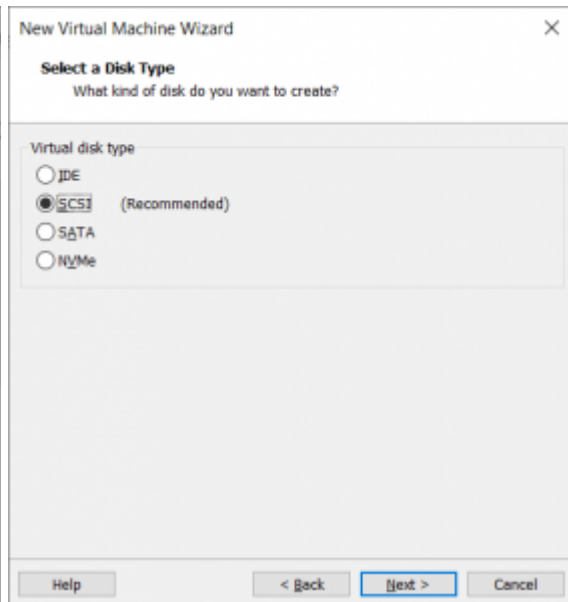 New Virtual Machine Wizard
Select a Disk Type
What kind of disk do you want to create?
Virtual disk type
IDE
SCSI (Recommended)
SATA
NVMe
Help < Back Next > Cancel